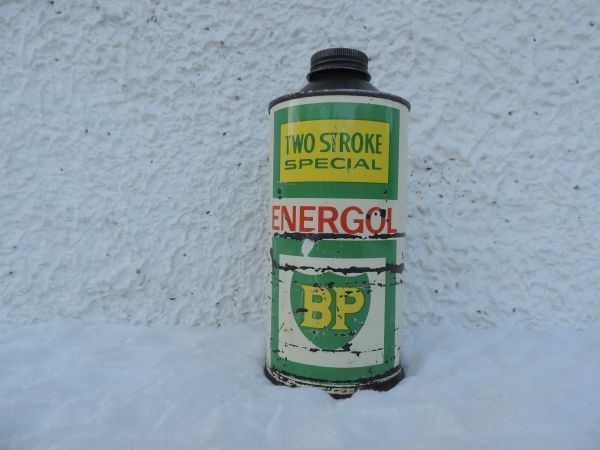 TWO STROKE
SPECIAL
ENERGOL
BP